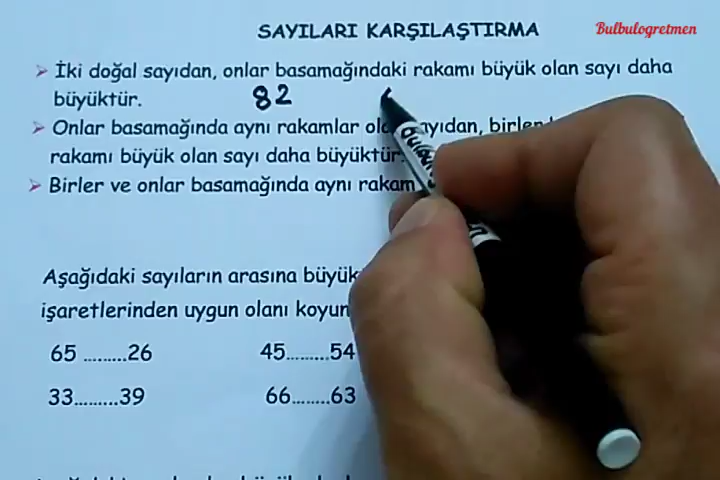 SAYILARI KARŞILAŞTIRMA
Bulbulogretmen
İki doğal sayıdan, onlar basamağındaki rakamı büyük olan sayı daha
büyüktür.
82
Onlar basamağında aynı rakamlar
rakamı büyük olan sayı daha büyüktür.
Birler ve onlar basamağında aynı rakam
Aşağıdaki sayıların arasına büyük
işaretlerinden uygun olanı koyun
65 .........26 45.........54
33.........39 66........63